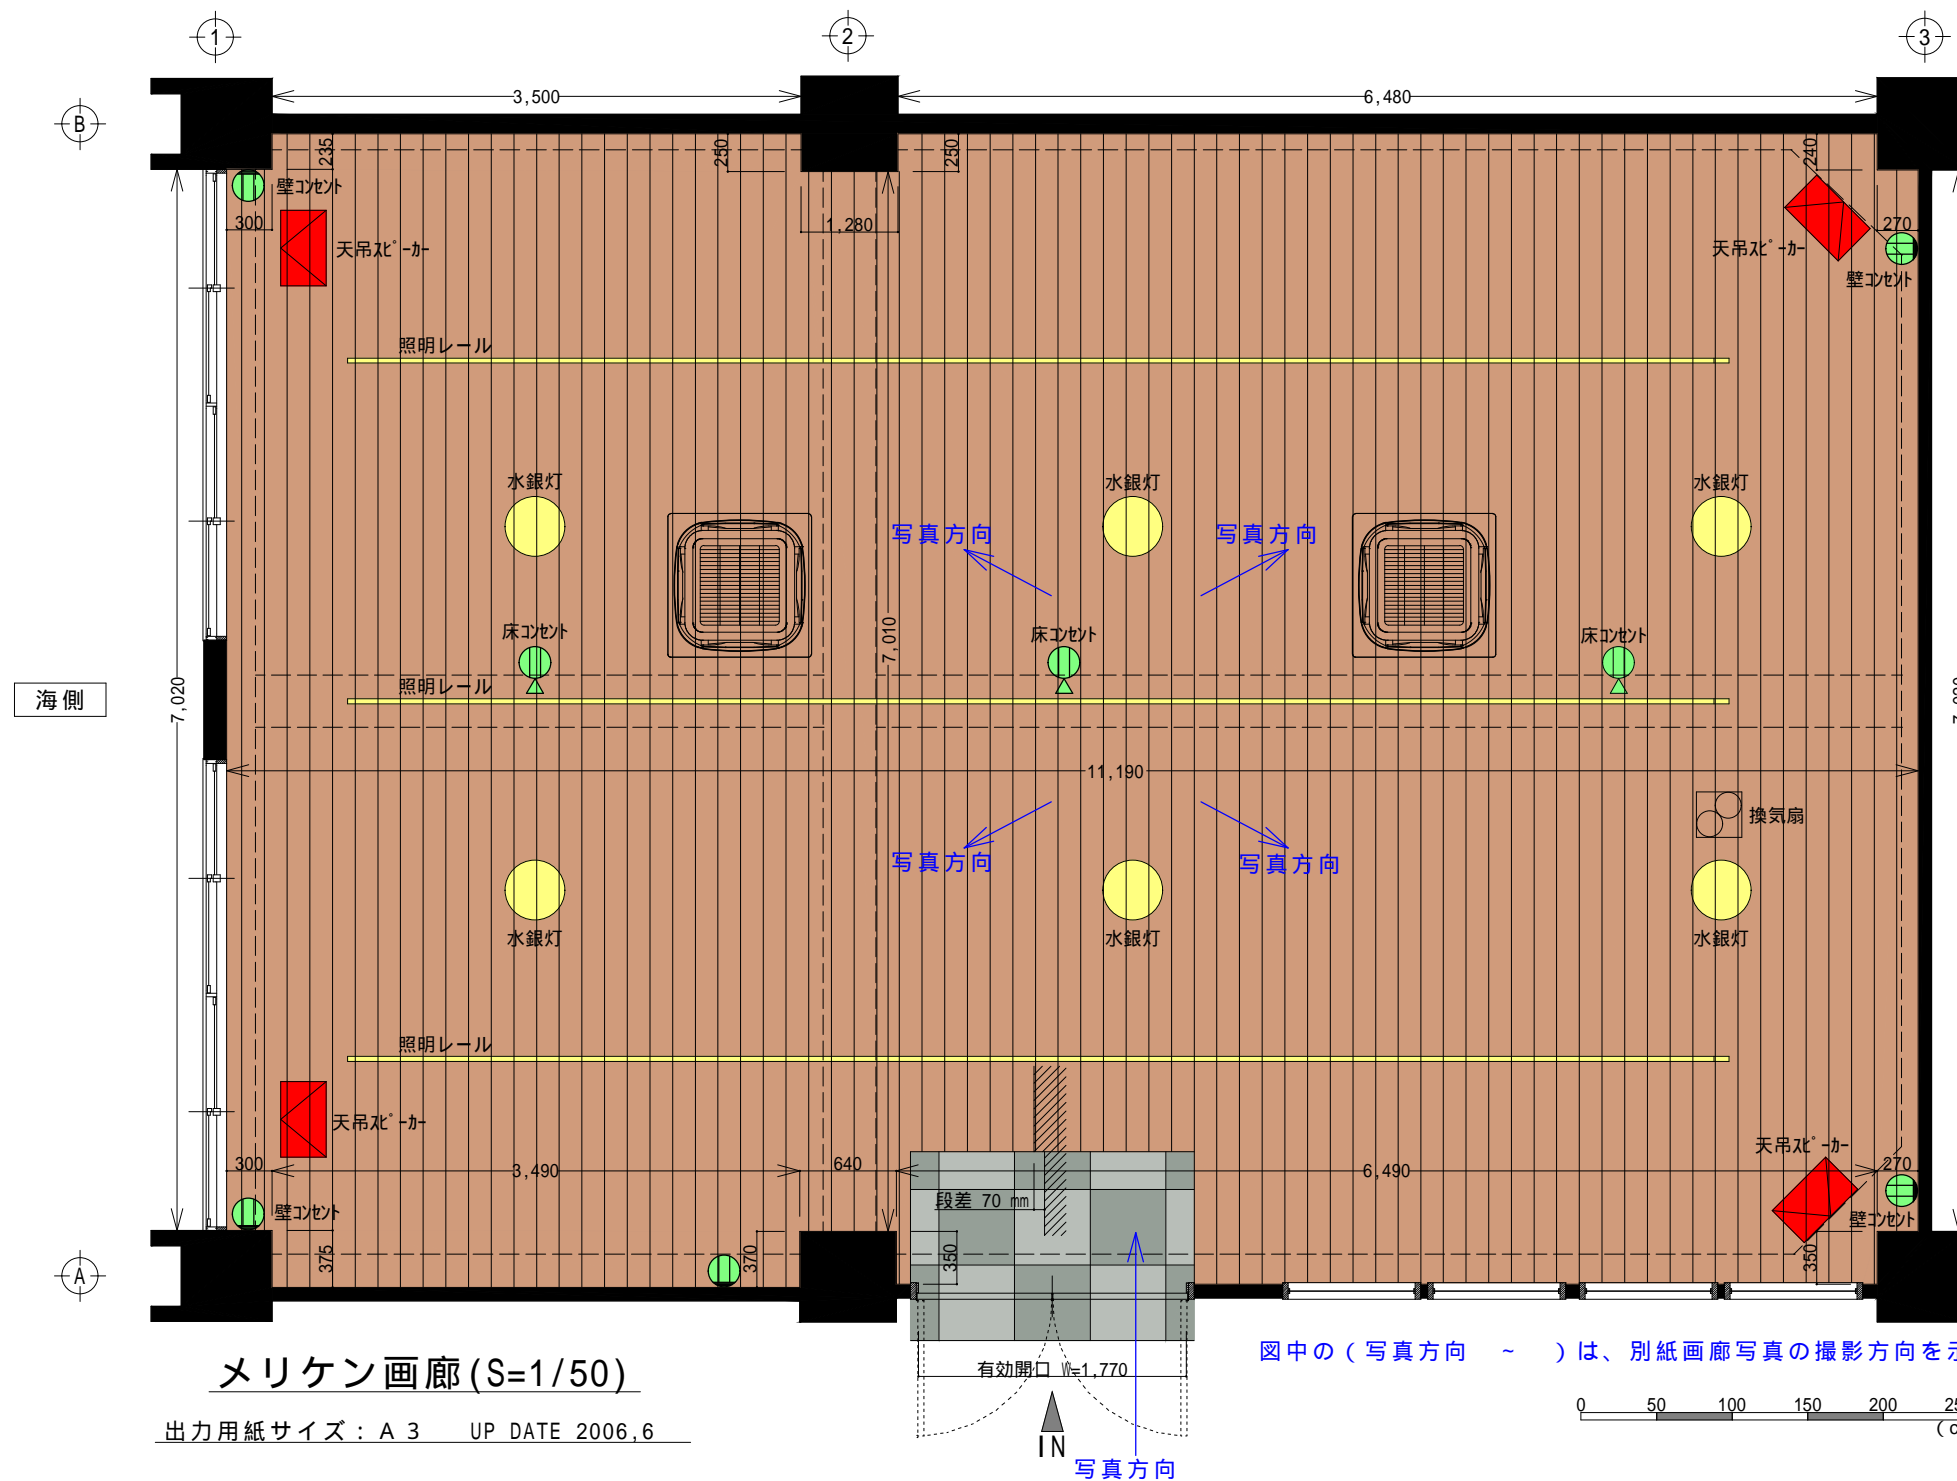 1
2
3
B
3,500
6,480
235
250
250
240
壁コンセント
300
天吊スピーカー
1,280
270
天吊スピーカー
壁コンセント
照明レール
水銀灯
水銀灯
水銀灯
写真方向
写真方向
床コンセント
床コンセント
床コンセント
7,010
海側
7,020
照明レール
11,190
換気扇
写真方向
写真方向
水銀灯
水銀灯
水銀灯
照明レール
天吊スピーカー
天吊スピーカー
300
3,490
640
6,490
270
段差 70 mm
壁コンセント
壁コンセント
375
370
350
350
A
メリケン画廊(S=1/50)
有効開口 W=1,770
図中の(写真方向 ~ )は、別紙画廊写真の撮影方向を
0 50 100 150 200
出力用紙サイズ: A 3 UP DATE 2006,6
IN
写真方向